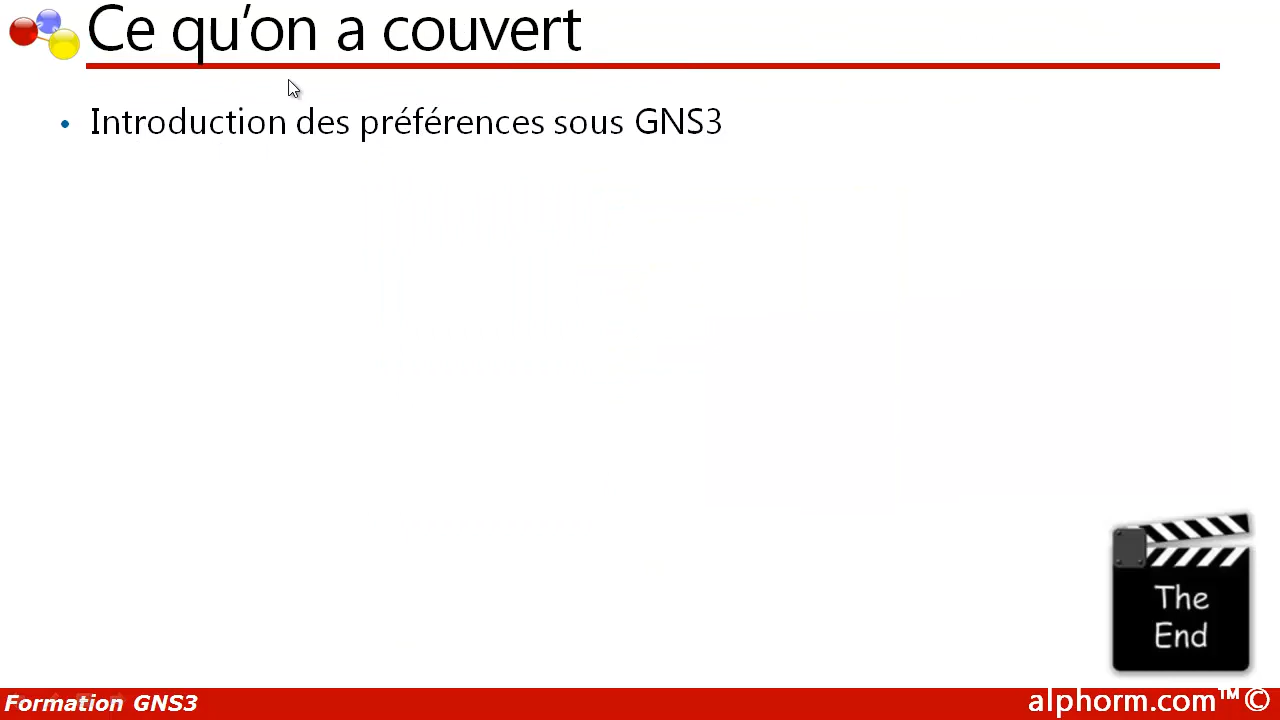 Ce qu’on a couvert
• Introduction des préférences sous GNS3
The
End
Formation GNS3
alphorm.com™©